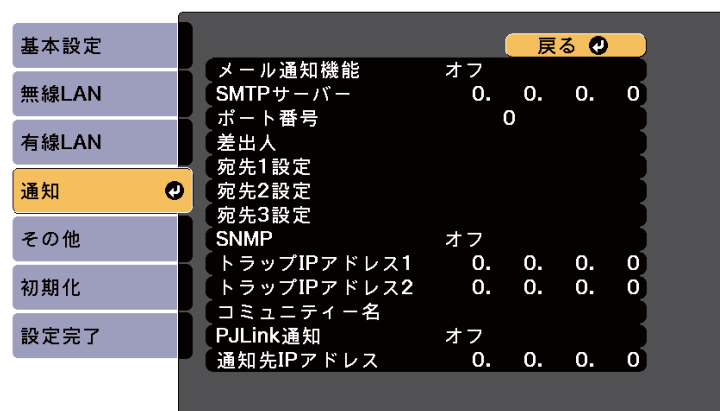 基本設定
無線LAN
有線LAN
通知
その他
初期化
設定完了
戻る
メール通知機能 オフ
SMTPサーバー 0. 0. 0. 0
ポート番号 0
差出人
宛先1設定
宛先2設定
宛先3設定
SNMP オフ
トラップIPアドレス1 0. 0. 0. 0
トラップIPアドレス2 0. 0. 0. 0
コミュニティー名
PJLink通知 オフ
通知先IPアドレス 0. 0. 0. 0